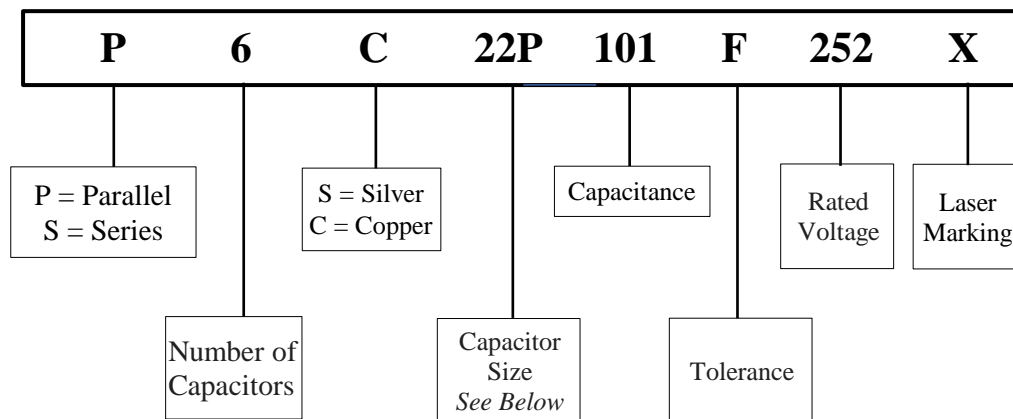 P 6 C 22P 101 F 252 X
P = Parallel
S = Series
S = Silver
C = Copper
Capacitance
Rated
Voltage
Laser
Marking
Number of
Capacitors
Capacitor
Size
See Below
Tolerance